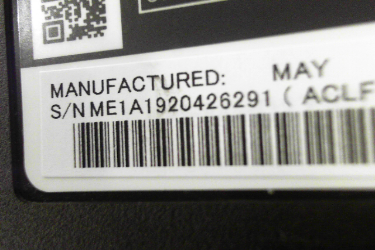 MANUFACTURED: MAY
S/N ME1A1920426291 ( ACLF